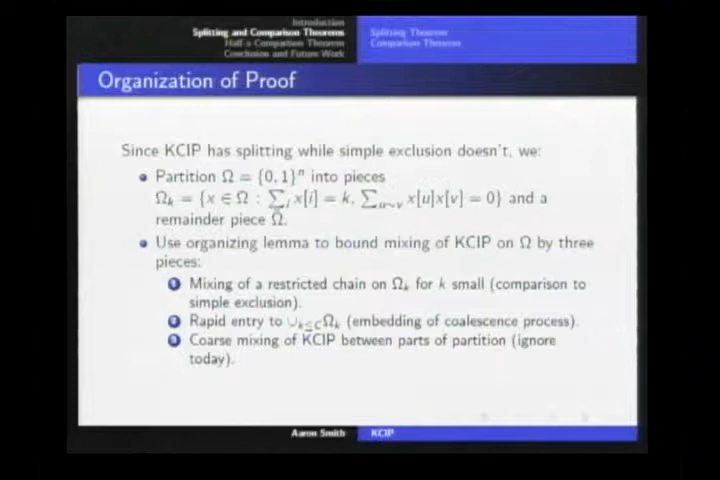 Introduction
Splitting and Comparison Theorems
Half a Comparison Theorem
Conclusion and Future Work
Splitting Theorem
Comparison Theorem
Organization of Proof
Since KCIP has splitting while simple exclusion doesn't, we:
Partition Ω = {0, 1}ⁿ into pieces
Ωₖ = {x ∈ Ω : ∑ᵢ x[i] = k, ∑ᵤ∼ᵥ x[u]x[v] = 0} and a
remainder piece Ω̃.
Use organizing lemma to bound mixing of KCIP on Ω by three
pieces:
1 Mixing of a restricted chain on Ωₖ for k small (comparison to
simple exclusion).
2 Rapid entry to ∪ₖ≤C Ωₖ (embedding of coalescence process).
3 Coarse mixing of KCIP between parts of partition (ignore
today).
Aaron Smith
KCIP